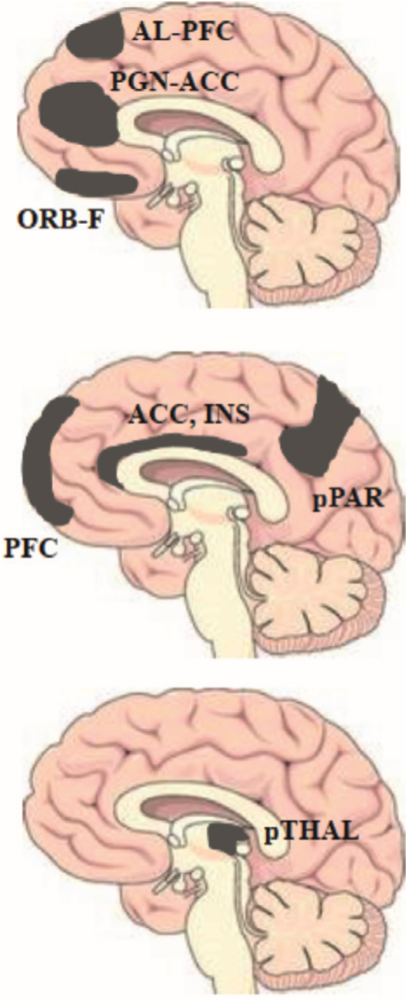 AL-PFC
PGN-ACC
ORB-F
ACC, INS
pPAR
PFC
pTHAL